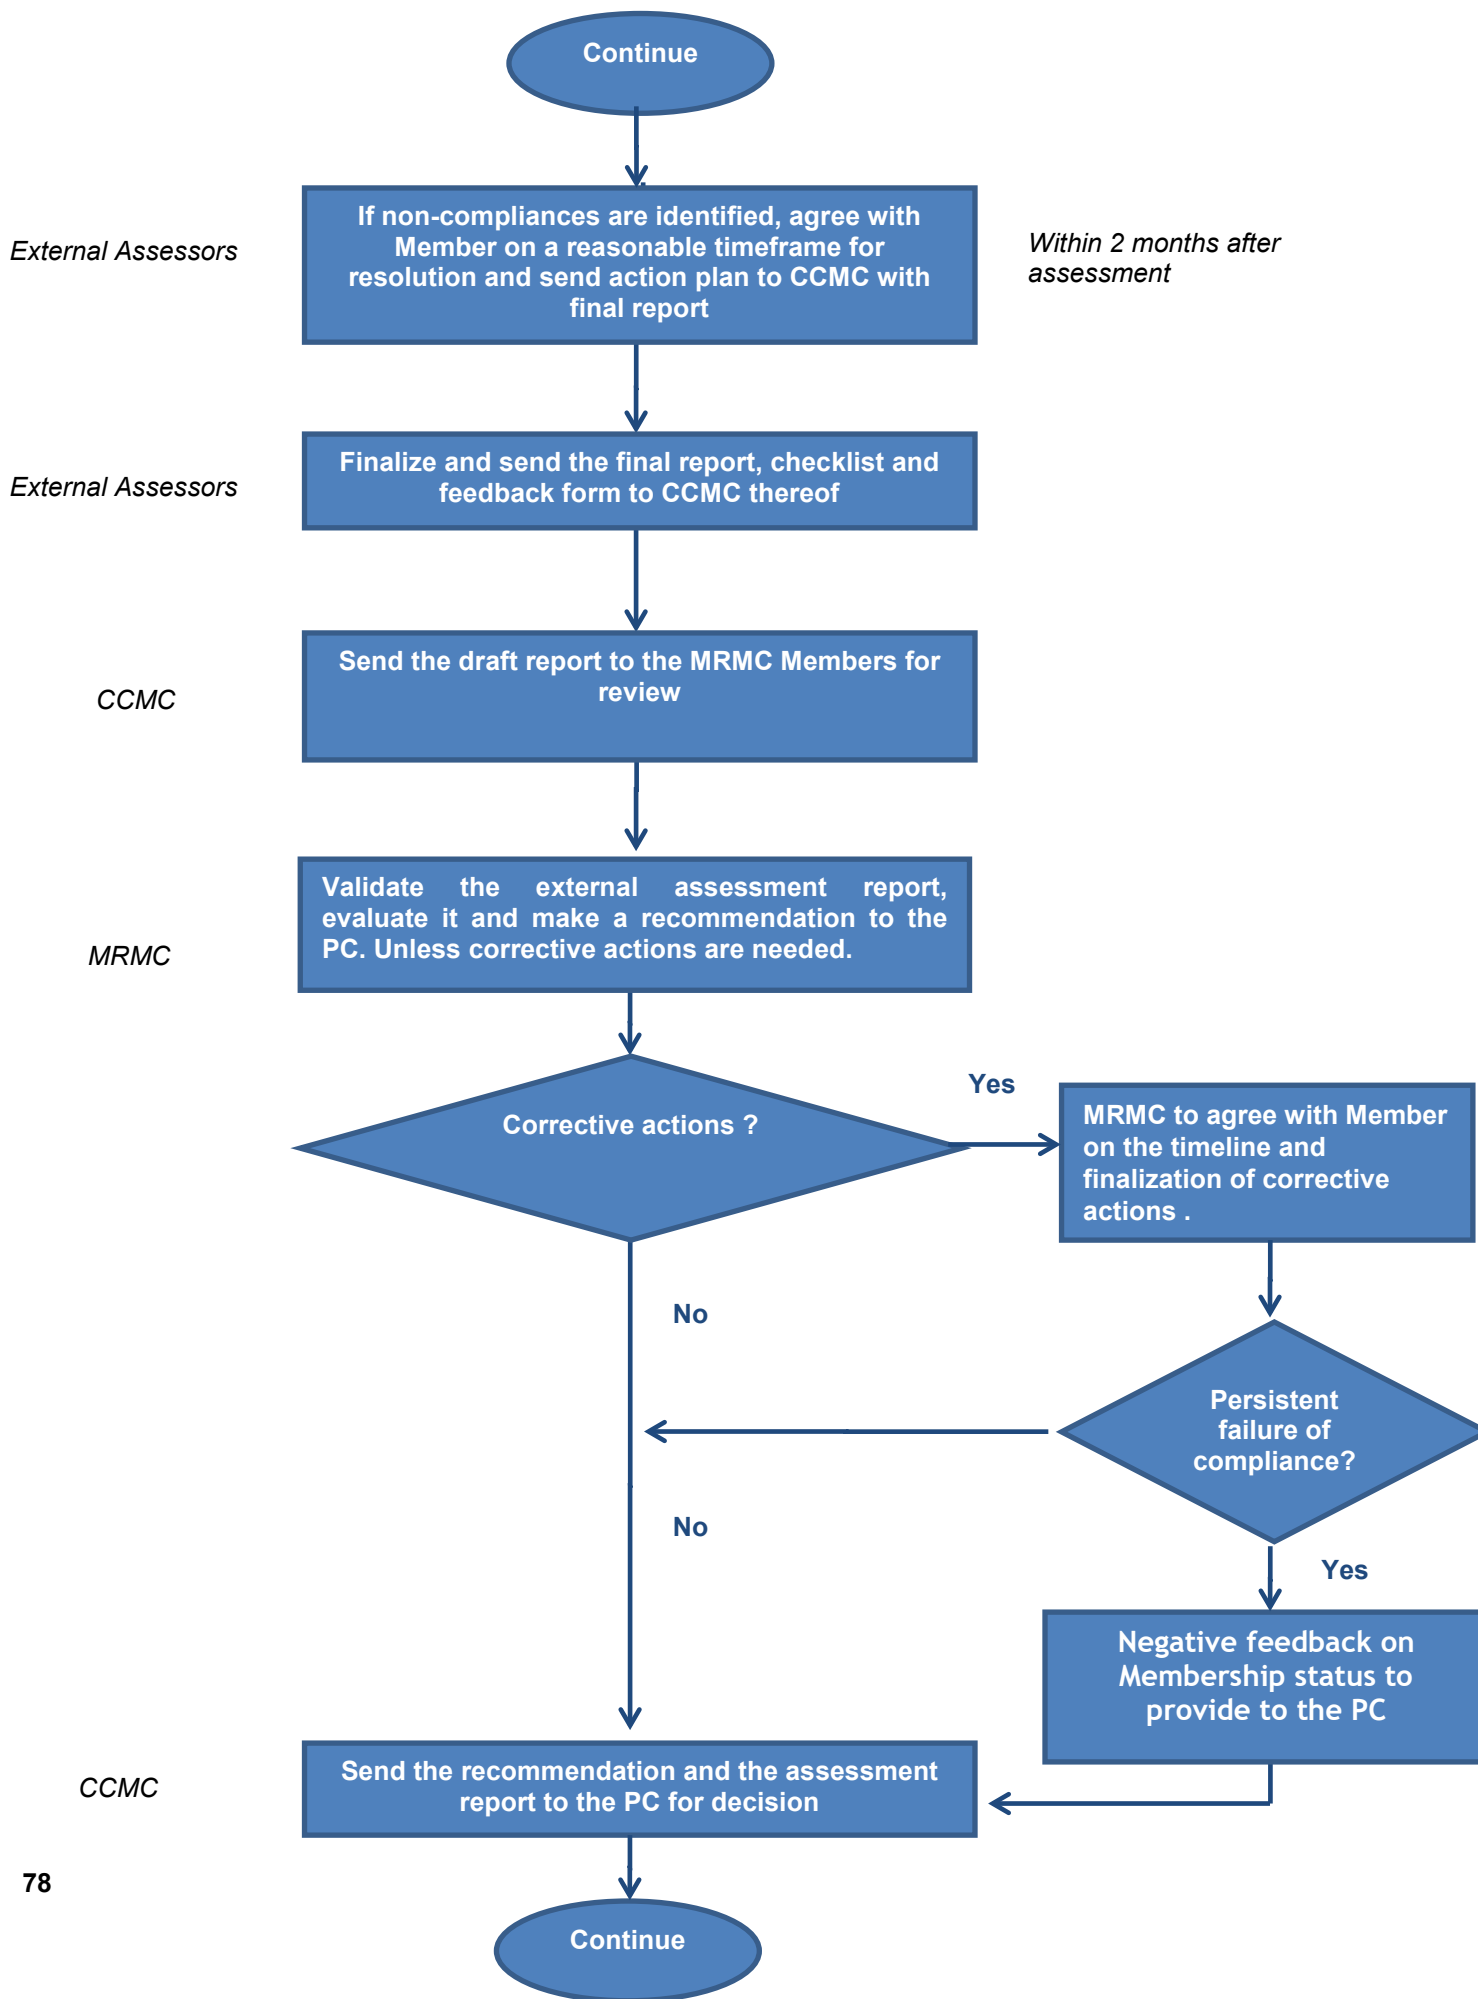 Continue
External Assessors
If non-compliances are identified, agree with
Member on a reasonable timeframe for
resolution and send action plan to CCMC with
final report
Within 2 months after
assessment
External Assessors
Finalize and send the final report, checklist and
feedback form to CCMC thereof
CCMC
Send the draft report to the MRMC Members for
review
MRMC
Validate the external assessment report,
evaluate it and make a recommendation to the
PC. Unless corrective actions are needed.
Corrective actions ?
Yes
MRMC to agree with Member
on the timeline and
finalization of corrective
actions .
No
Persistent
failure of
compliance?
No
Yes
Negative feedback on
Membership status to
provide to the PC
CCMC
Send the recommendation and the assessment
report to the PC for decision
78
Continue